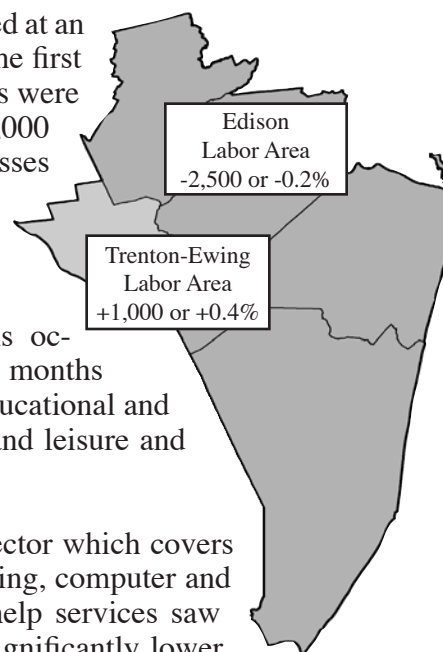 ed at an
he first
s were
,000
sses
Edison
Labor Area
-2,500 or -0.2%
Trenton-Ewing
Labor Area
+1,000 or +0.4%
is oc-
months
ucational and
and leisure and
ector which covers
ing, computer and
help services saw
gnificantly lower